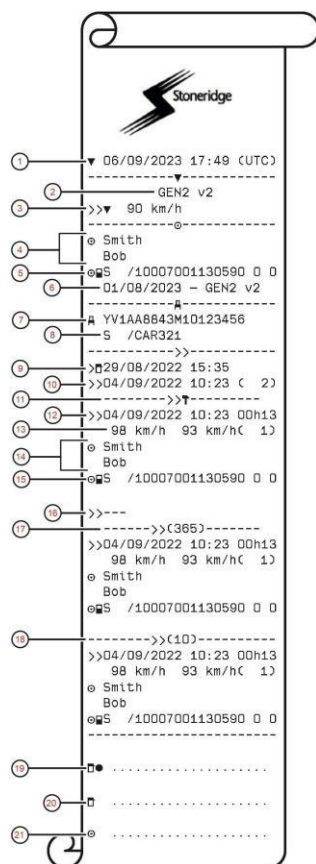 Stoneridge
1 ▼ 06/09/2023 17:49 (UTC)
--------▼--------
2 GEN2 v2
3 >>▼ 90 km/h
--------⊙--------
4 ⊙ Smith
Bob
5 ⊙S /10007001130590 0 0
6 01/08/2023 - GEN2 v2
7 YV1AA8843M10123456
8 S /CAR321
-------->>--------
9 >29/08/2022 15:35
10 >>04/09/2022 10:23 ( 2)
11 -------->>--------
12 >>04/09/2022 10:23 00h13
13 98 km/h 93 km/h( 1)
14 ⊙ Smith
Bob
15 ⊙S /10007001130590 0 0
16 >>---
17 ------>>(365)-------
>>04/09/2022 10:23 00h13
98 km/h 93 km/h( 1)
⊙ Smith
Bob
⊙S /10007001130590 0 0
18 ------>>(10)--------
>>04/09/2022 10:23 00h13
98 km/h 93 km/h( 1)
⊙ Smith
Bob
⊙S /10007001130590 0 0
19 ● ....................
20 ....................
21 ⊙ ....................